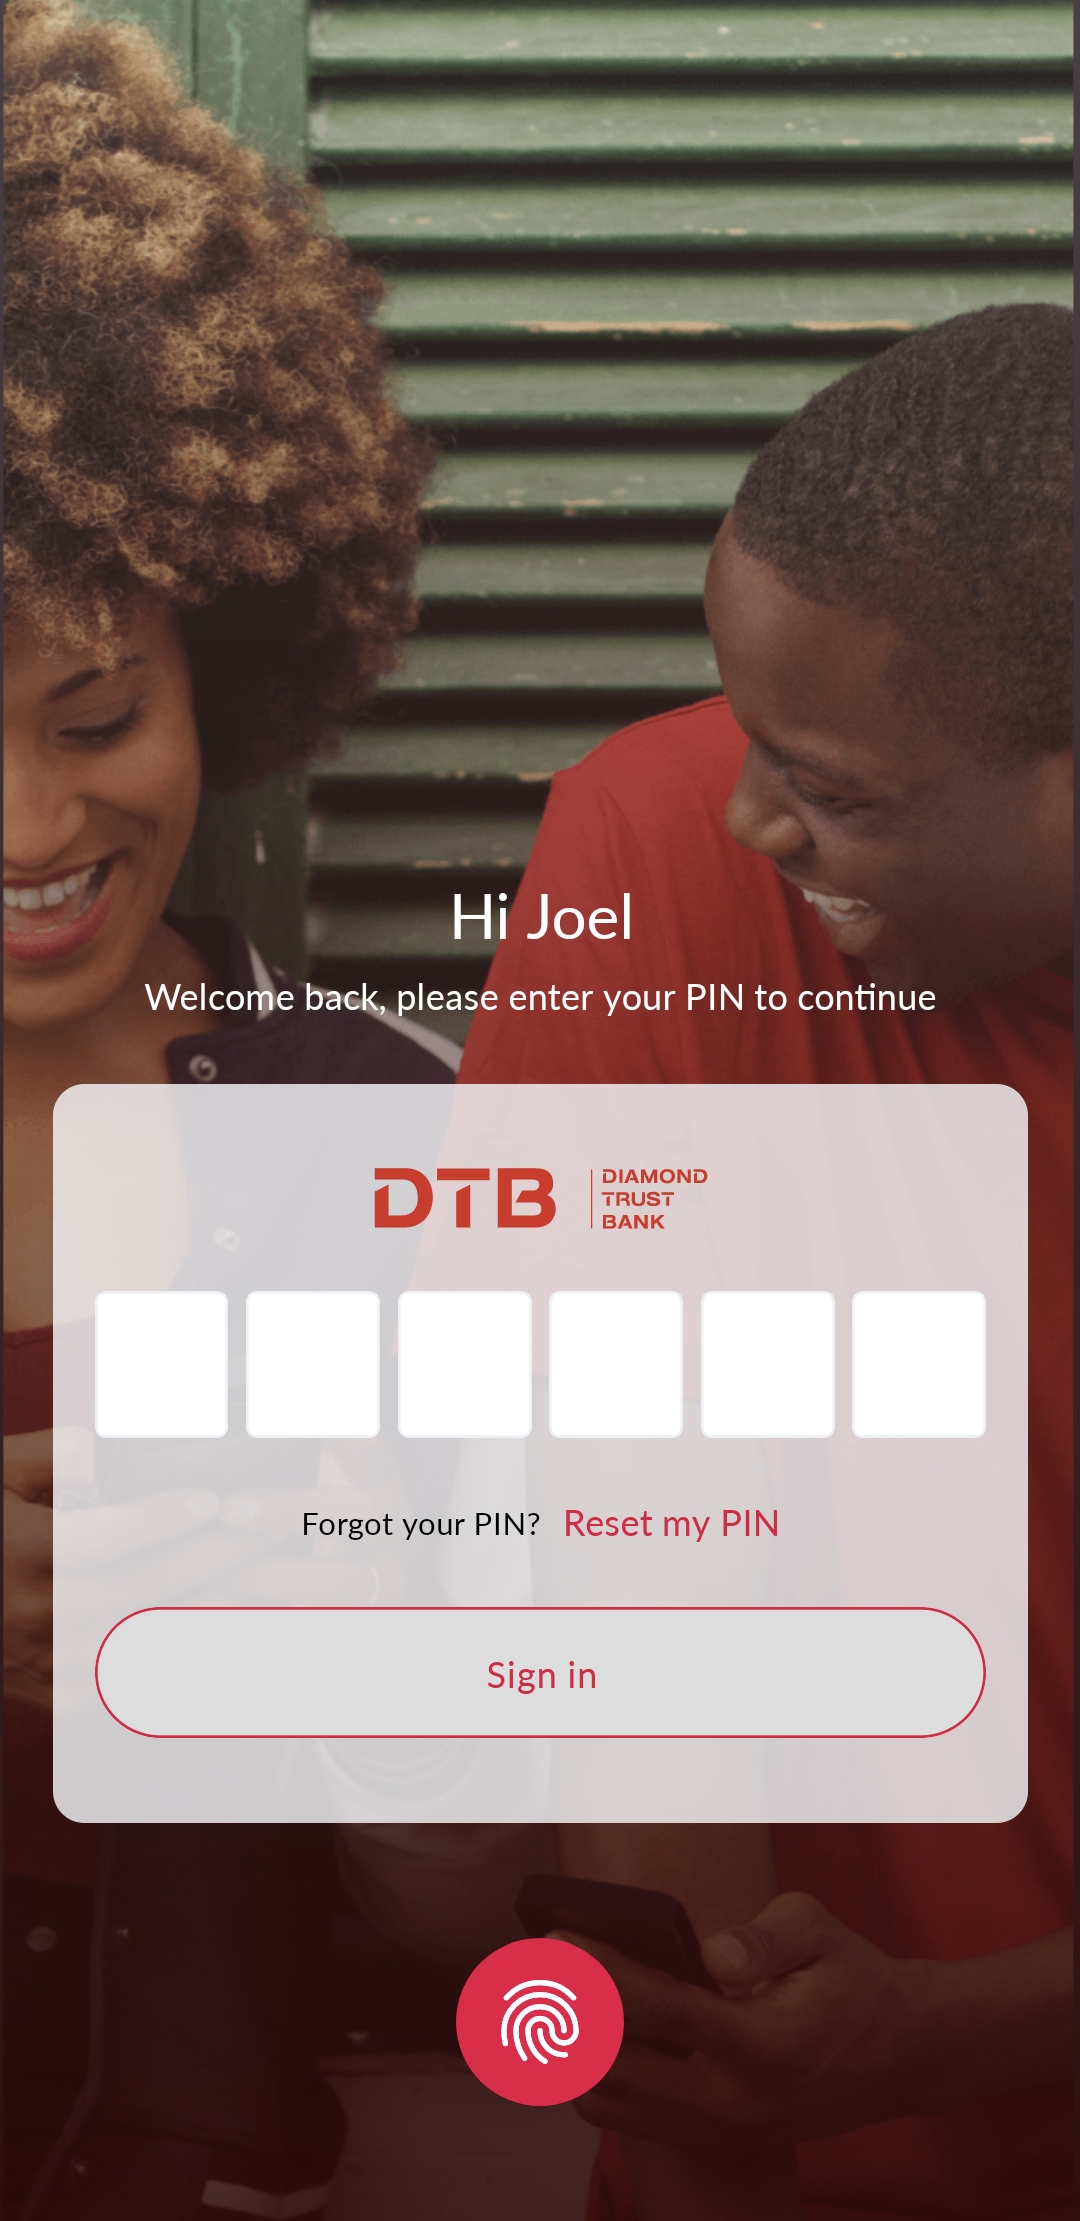 Hi Joel
Welcome back, please enter your PIN to continue
DTB
DIAMOND
TRUST
BANK
Forgot your PIN? Reset my PIN
Sign in